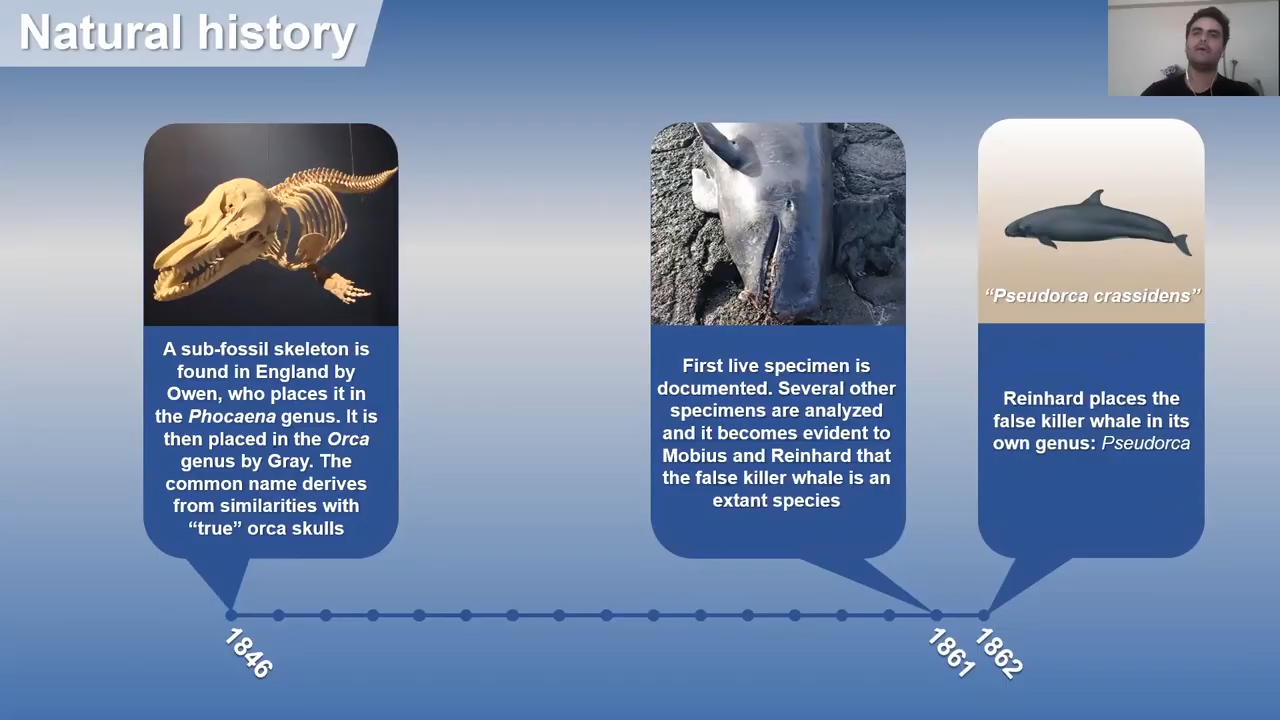 Natural history
A sub-fossil skeleton is
found in England by
Owen, who places it in
the Phocaena genus. It is
then placed in the Orca
genus by Gray. The
common name derives
from similarities with
“true” orca skulls
First live specimen is
documented. Several other
specimens are analyzed
and it becomes evident to
Mobius and Reinhard that
the false killer whale is an
extant species
“Pseudorca crassidens”
Reinhard places the
false killer whale in its
own genus: Pseudorca
1846
1861
1862